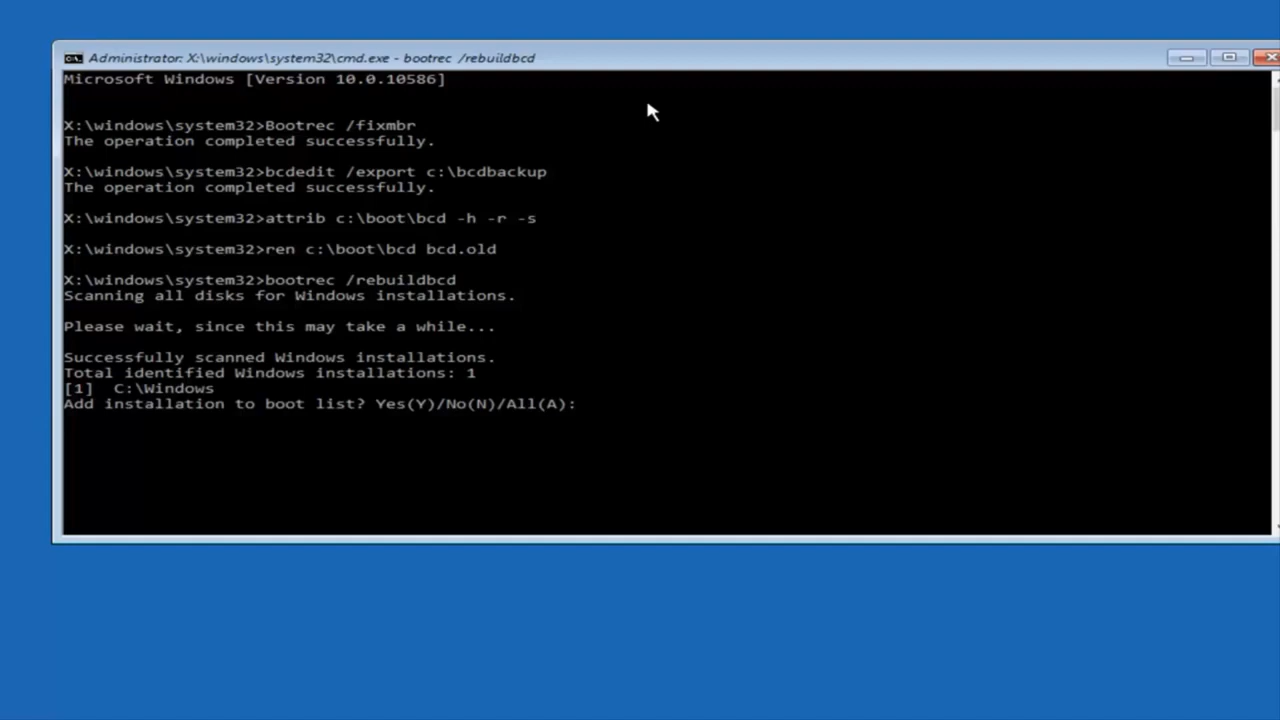 Administrator: X:\windows\system32\cmd.exe - bootrec /rebuildbcd
Microsoft Windows [Version 10.0.10586]
X:\windows\system32>Bootrec /fixmbr
The operation completed successfully.
X:\windows\system32>bcdedit /export c:\bcdbackup
The operation completed successfully.
X:\windows\system32>attrib c:\boot\bcd -h -r -s
X:\windows\system32>ren c:\boot\bcd bcd.old
X:\windows\system32>bootrec /rebuildbcd
Scanning all disks for Windows installations.
Please wait, since this may take a while...
Successfully scanned Windows installations.
Total identified Windows installations: 1
[1]  C:\Windows
Add installation to boot list? Yes(Y)/No(N)/All(A):